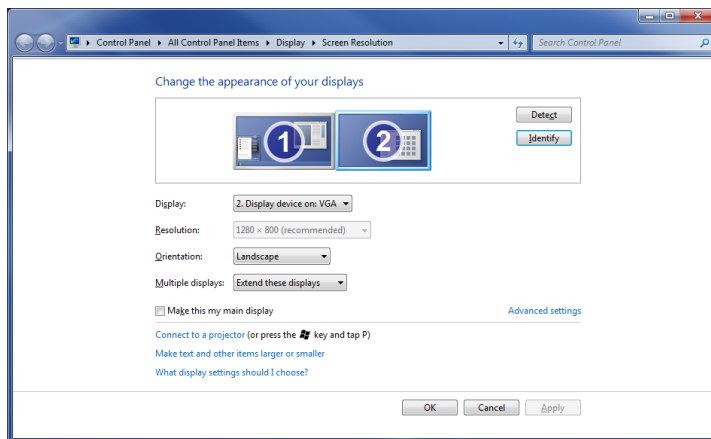 Control Panel ▸ All Control Panel Items ▸ Display ▸ Screen Resolution
Search Control Panel
Change the appearance of your displays
1
2
Detect
Identify
Display: 2. Display device on: VGA
Resolution: 1280 × 800 (recommended)
Orientation: Landscape
Multiple displays: Extend these displays
Make this my main display
Advanced settings
Connect to a projector (or press the key and tap P)
Make text and other items larger or smaller
What display settings should I choose?
OK Cancel Apply